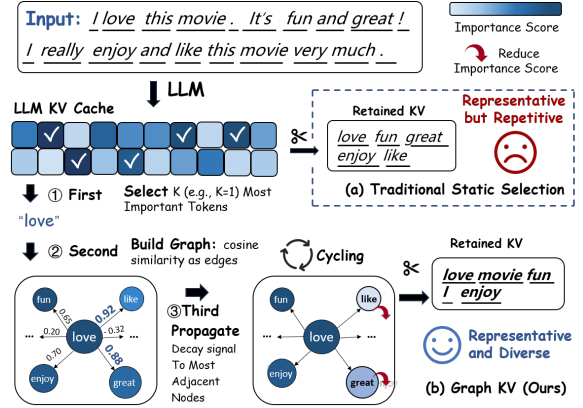 Input: I love this movie . It's fun and great !
I really enjoy and like this movie very much .
Importance Score
Reduce
Importance Score
LLM
LLM KV Cache
Retained KV
love fun great
enjoy like
Representative
but Repetitive
(a) Traditional Static Selection
① First
Select K (e.g., K=1) Most
Important Tokens
"love"
② Second
Build Graph: cosine
similarity as edges
fun
like
0.65
0.92
... 0.20
love
- 0.32 ...
0.70
0.88
enjoy
great
③Third
Propagate
Decay signal
To Most
Adjacent
Nodes
Cycling
fun
like
...
love
...
enjoy
great
Retained KV
love movie fun
I enjoy
Representative
and Diverse
(b) Graph KV (Ours)